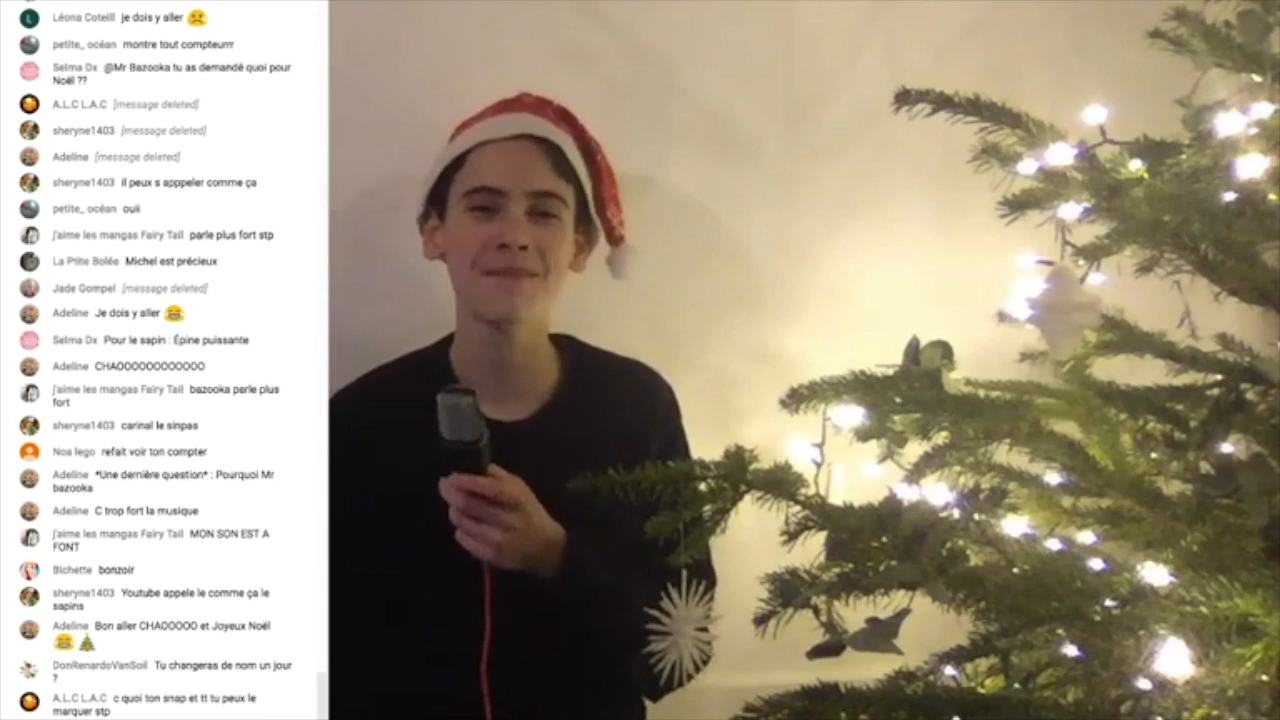 L
Léona Coteill je dois y aller
petite_ océan montre tout compteurrr
Selma Dx @Mr Bazooka tu as demandé quoi pour
Noël ??
A.L.C L.A.C [message deleted]
sheryne1403 [message deleted]
Adeline [message deleted]
sheryne1403 il peux s apppeler comme ça
petite_ océan ouii
j'aime les mangas Fairy Tail parle plus fort stp
La Ptite Bolée Michel est précieux
Jade Gompel [message deleted]
Adeline Je dois y aller 😂
Selma Dx Pour le sapin : Épine puissante
Adeline CHAOOOOOOOOOOOO
j'aime les mangas Fairy Tail bazooka parle plus
fort
sheryne1403 carinal le sinpas
Noa lego refait voir ton compter
Adeline *Une dernière question* : Pourquoi Mr
bazooka
Adeline C trop fort la musique
j'aime les mangas Fairy Tail MON SON EST A
FONT
Bichette bonzoir
sheryne1403 Youtube appele le comme ça le
sapins
Adeline Bon aller CHAOOOOO et Joyeux Noël
😂🎄
DonRenardoVanSoil Tu changeras de nom un jour
?
A.L.C L.A.C c quoi ton snap et tt tu peux le
marquer stp